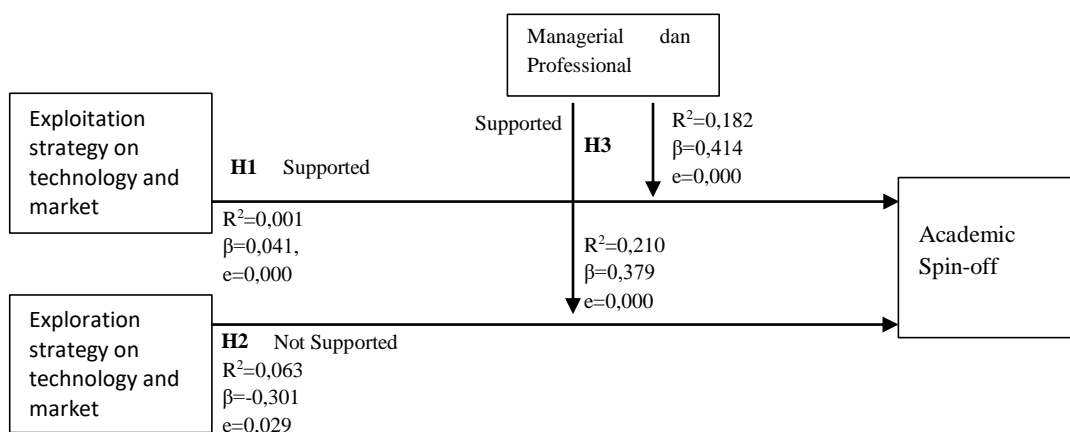 Managerial dan
Professional
Exploitation
strategy on
technology and
market
Supported
H3
R²=0,182
β=0,414
e=0,000
H1 Supported
R²=0,001
β=0,041,
e=0,000
R²=0,210
β=0,379
e=0,000
Academic
Spin-off
Exploration
strategy on
technology and
market
H2 Not Supported
R²=0,063
β=-0,301
e=0,029